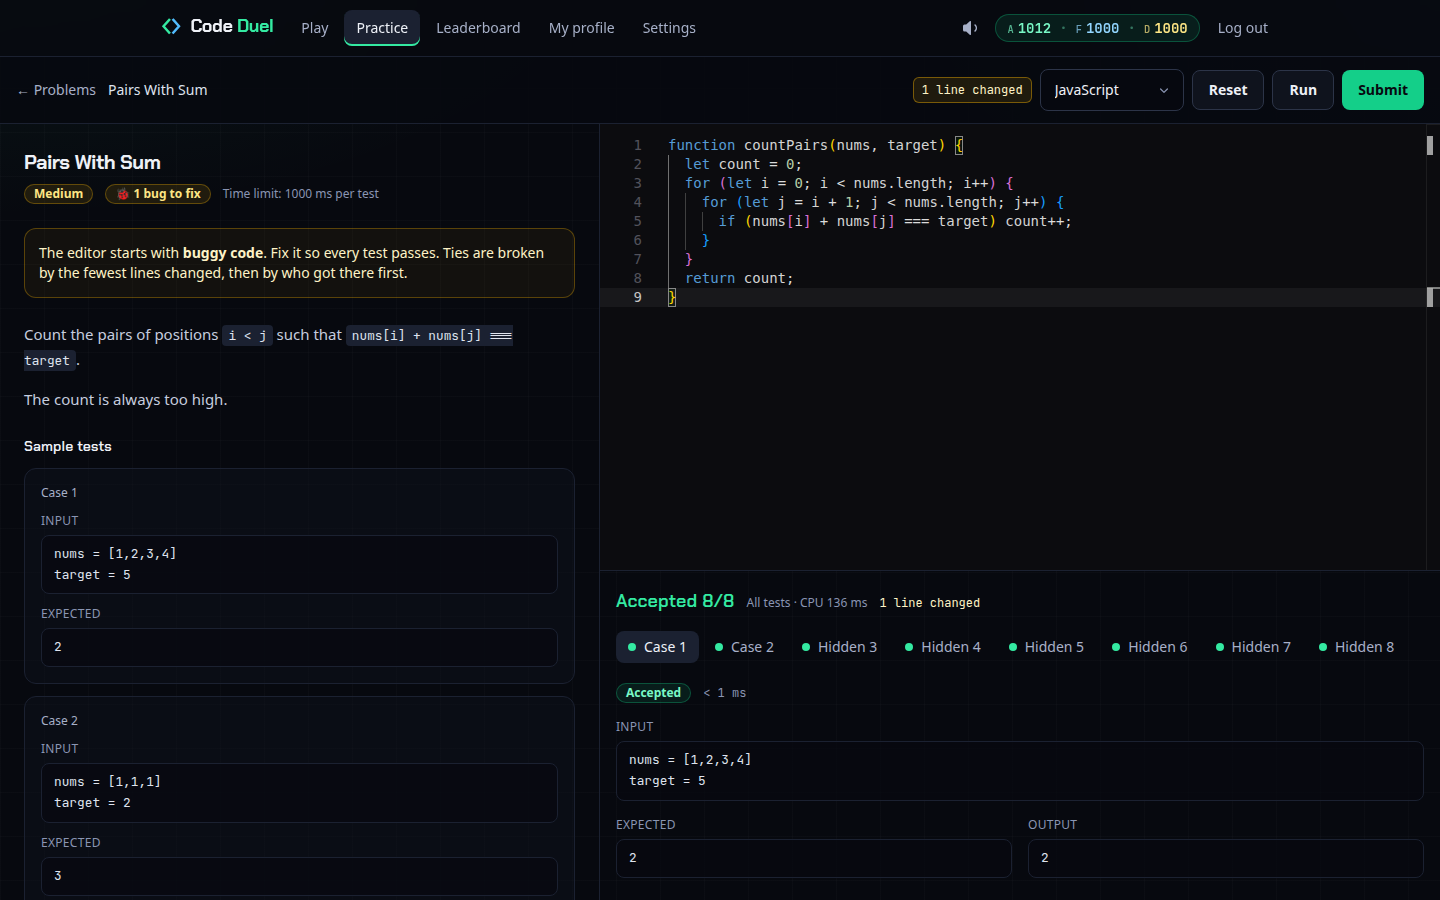 Code Duel
Play
Practice
Leaderboard
My profile
Settings
A 1012 · F 1000 · D 1000
Log out
← Problems
Pairs With Sum
1 line changed
JavaScript
Reset
Run
Submit
Pairs With Sum
Medium
🐞 1 bug to fix
Time limit: 1000 ms per test
The editor starts with buggy code. Fix it so every test passes. Ties are broken
by the fewest lines changed, then by who got there first.
Count the pairs of positions i < j such that nums[i] + nums[j] ===
target.
The count is always too high.
Sample tests
Case 1
INPUT
nums = [1,2,3,4]
target = 5
EXPECTED
2
Case 2
INPUT
nums = [1,1,1]
target = 2
EXPECTED
3
1 function countPairs(nums, target) {
2 let count = 0;
3 for (let i = 0; i < nums.length; i++) {
4 for (let j = i + 1; j < nums.length; j++) {
5 if (nums[i] + nums[j] === target) count++;
6 }
7 }
8 return count;
9 }
Accepted 8/8 All tests · CPU 136 ms 1 line changed
Case 1
Case 2
Hidden 3
Hidden 4
Hidden 5
Hidden 6
Hidden 7
Hidden 8
Accepted < 1 ms
INPUT
nums = [1,2,3,4]
target = 5
EXPECTED
2
OUTPUT
2